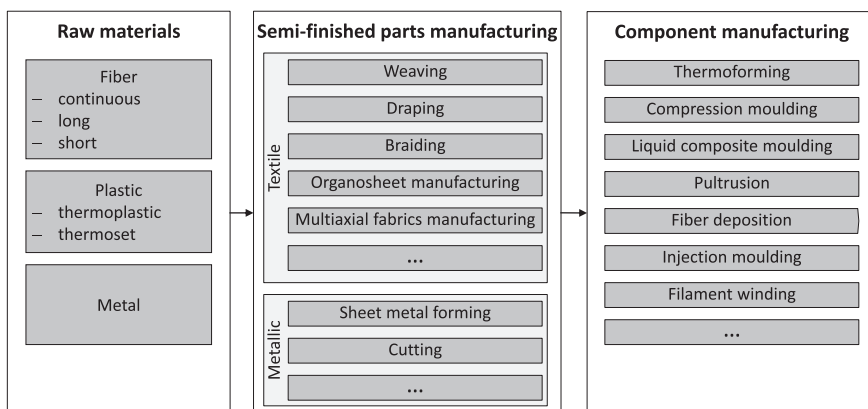 Raw materials
Fiber
– continuous
– long
– short
Plastic
– thermoplastic
– thermoset
Metal
Semi-finished parts manufacturing
Textile
Weaving
Draping
Braiding
Organosheet manufacturing
Multiaxial fabrics manufacturing
...
Metallic
Sheet metal forming
Cutting
...
Component manufacturing
Thermoforming
Compression moulding
Liquid composite moulding
Pultrusion
Fiber deposition
Injection moulding
Filament winding
...